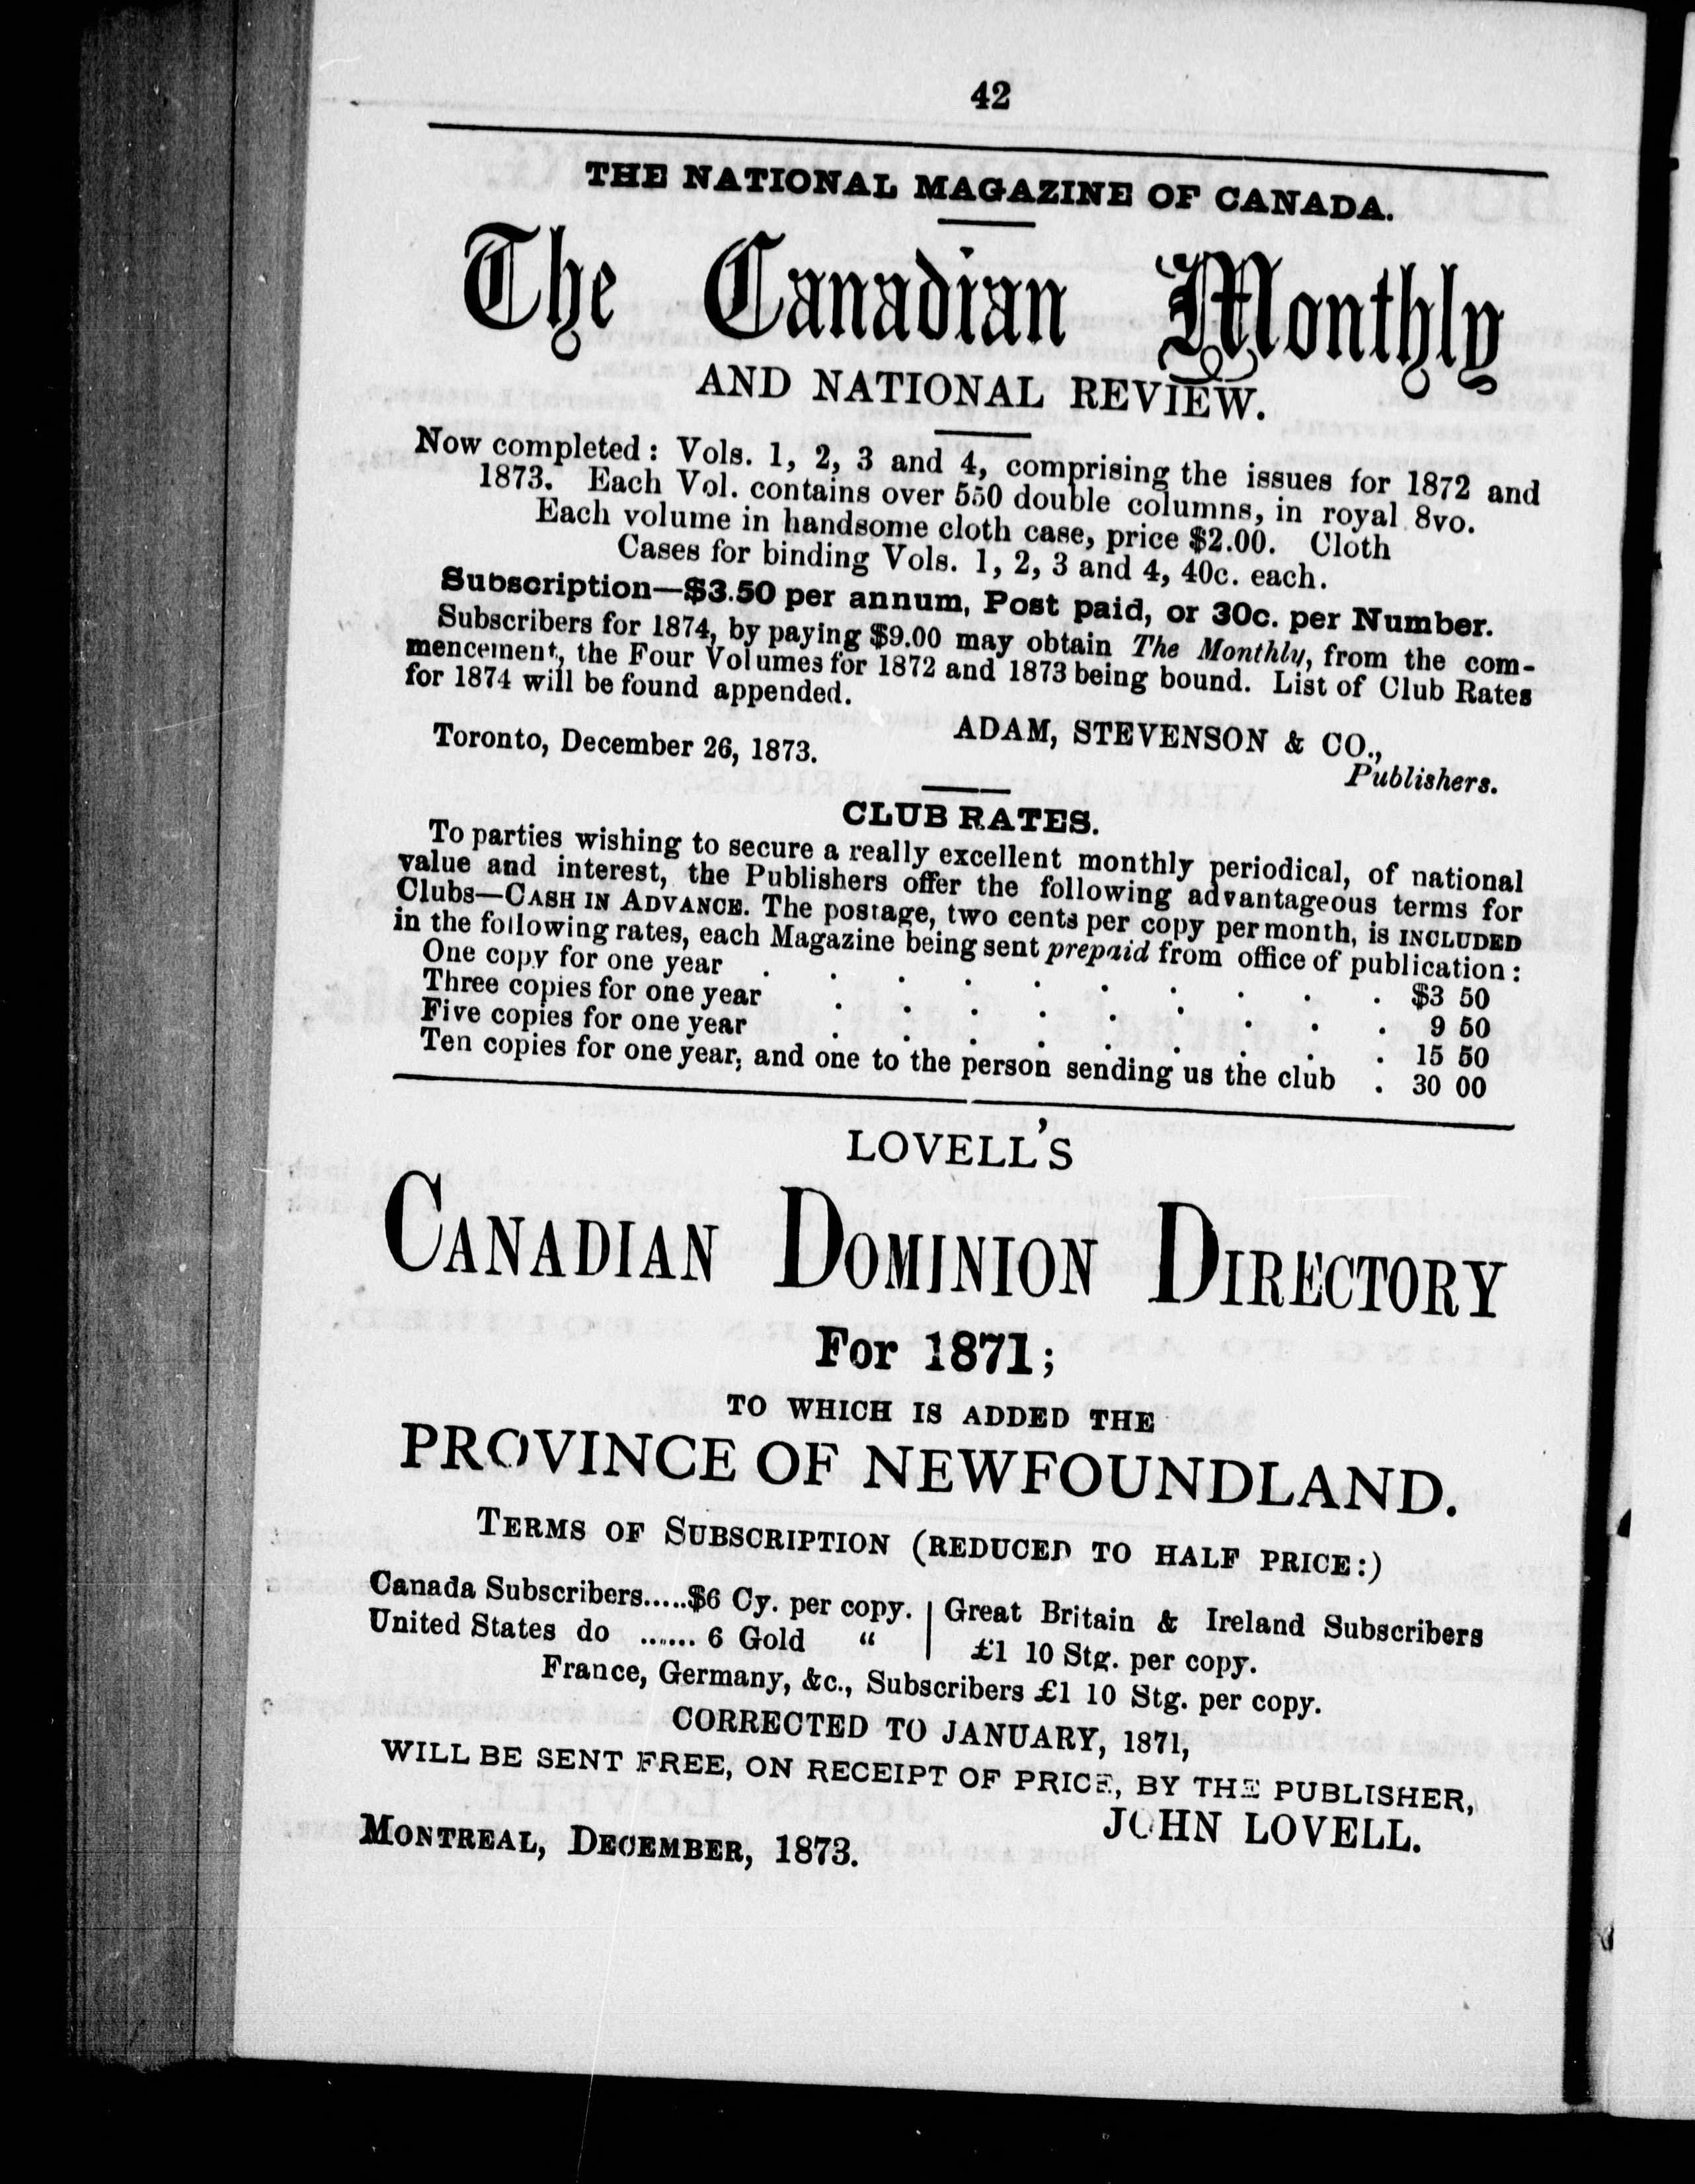 42
THE NATIONAL MAGAZINE OF CANADA.
The Canadian Monthly
AND NATIONAL REVIEW.
Now completed: Vols. 1, 2, 3 and 4, comprising the issues for 1872 and
1873. Each Vol. contains over 550 double columns, in royal 8vo.
Each volume in handsome cloth case, price $2.00. Cloth
Cases for binding Vols. 1, 2, 3 and 4, 40c. each.
Subscription—$3.50 per annum, Post paid, or 30c. per Number.
Subscribers for 1874, by paying $9.00 may obtain The Monthly, from the com-
mencement, the Four Volumes for 1872 and 1873 being bound. List of Club Rates
for 1874 will be found appended.
ADAM, STEVENSON & CO.,
Toronto, December 26, 1873.
Publishers.
CLUB RATES.
To parties wishing to secure a really excellent monthly periodical, of national
value and interest, the Publishers offer the following advantageous terms for
Clubs—CASH IN ADVANCE. The postage, two cents per copy per month, is INCLUDED
in the following rates, each Magazine being sent prepaid from office of publication:
One copy for one year . . . . . . . . . . $3 50
Three copies for one year . . . . . . . . . 9 50
Five copies for one year . . . . . . . . . 15 50
Ten copies for one year, and one to the person sending us the club . 30 00
LOVELL'S
CANADIAN DOMINION DIRECTORY
For 1871;
TO WHICH IS ADDED THE
PROVINCE OF NEWFOUNDLAND.
TERMS OF SUBSCRIPTION (REDUCED TO HALF PRICE:)
Canada Subscribers.....$6 Cy. per copy. | Great Britain & Ireland Subscribers
United States do ...... 6 Gold “ | £1 10 Stg. per copy.
France, Germany, &c., Subscribers £1 10 Stg. per copy.
CORRECTED TO JANUARY, 1871,
WILL BE SENT FREE, ON RECEIPT OF PRICE, BY THE PUBLISHER,
JOHN LOVELL.
MONTREAL, DECEMBER, 1873.